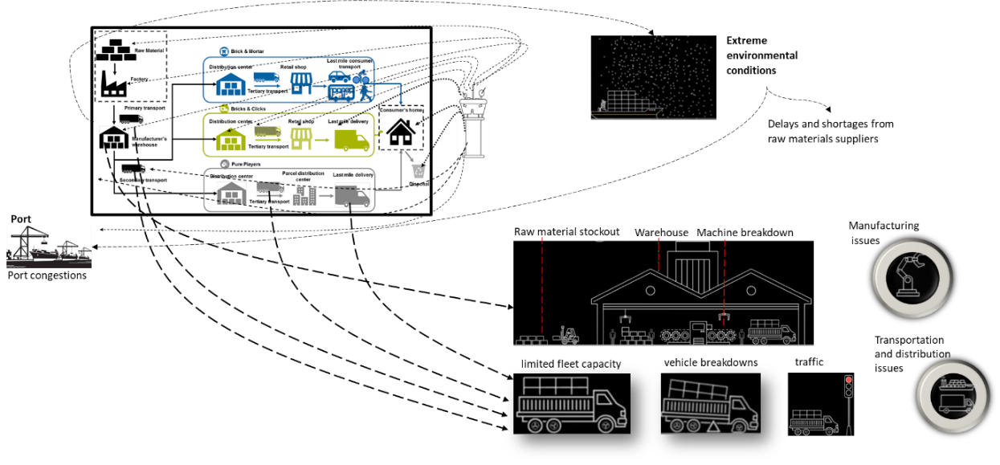 Raw Material
Factory
Primary transport
Manufacturer's
warehouse
Secondary transport
Brick & Mortar
Distribution center
Retail shop
Last mile consumer
transport
Tertiary transport
Bricks & Clicks
Distribution center
Retail shop
Last mile delivery
Tertiary transport
Consumer's home
Pure Players
Distribution center
Parcel distribution
center
Last mile delivery
Tertiary transport
Disposal
Extreme
environmental
conditions
Delays and shortages from
raw materials suppliers
Port
Port congestions
Raw material stockout
Warehouse
Machine breakdown
Manufacturing
issues
Transportation
and distribution
issues
limited fleet capacity
vehicle breakdowns
traffic